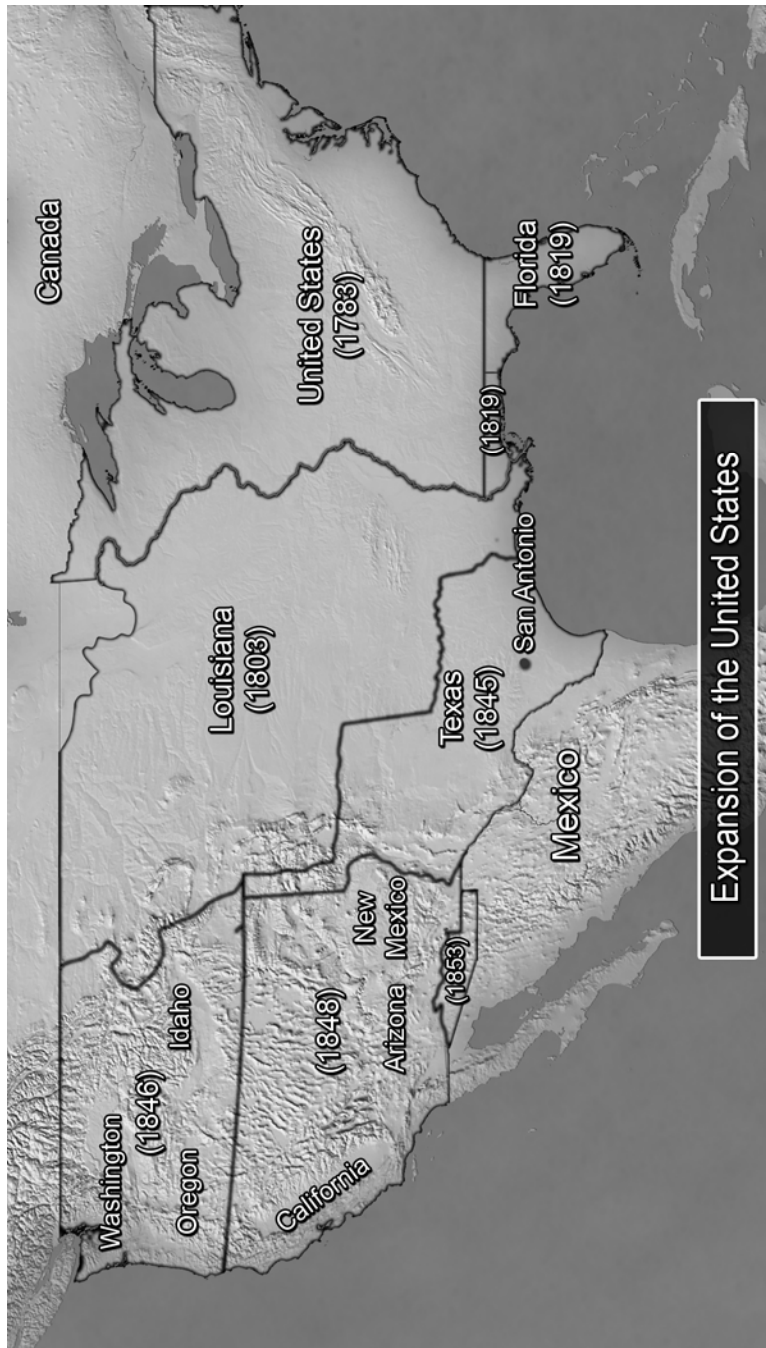 Canada
Washington
(1846)
Oregon
Idaho
Louisiana
(1803)
United States
(1783)
California
(1848)
Arizona
New
Mexico
(1853)
Texas
(1845)
San Antonio
(1819)
Florida
(1819)
Mexico
Expansion of the United States